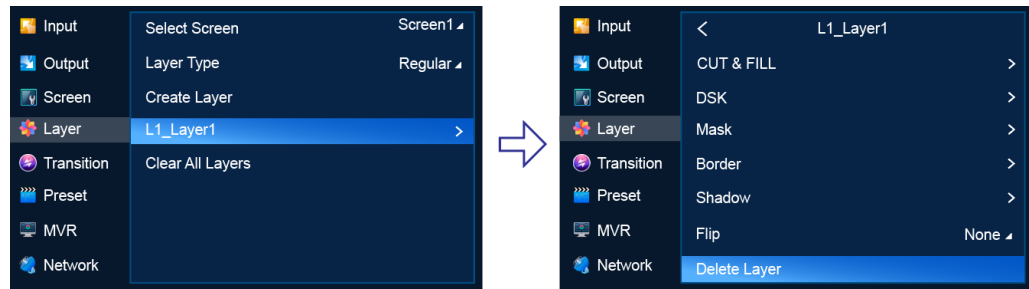 Input
Output
Screen
Layer
Transition
Preset
MVR
Network
Select Screen Screen1
Layer Type Regular
Create Layer
L1_Layer1 >
Clear All Layers
Input
Output
Screen
Layer
Transition
Preset
MVR
Network
< L1_Layer1
CUT & FILL >
DSK >
Mask >
Border >
Shadow >
Flip None
Delete Layer